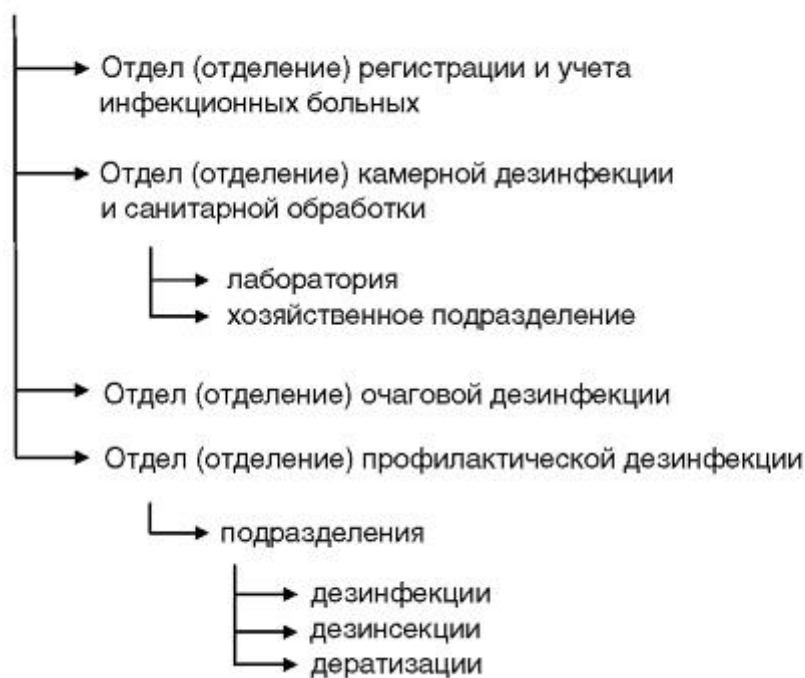 Отдел (отделение) регистрации и учета
инфекционных больных
Отдел (отделение) камерной дезинфекции
и санитарной обработки
лаборатория
хозяйственное подразделение
Отдел (отделение) очаговой дезинфекции
Отдел (отделение) профилактической дезинфекции
подразделения
дезинфекции
дезинсекции
дератизации